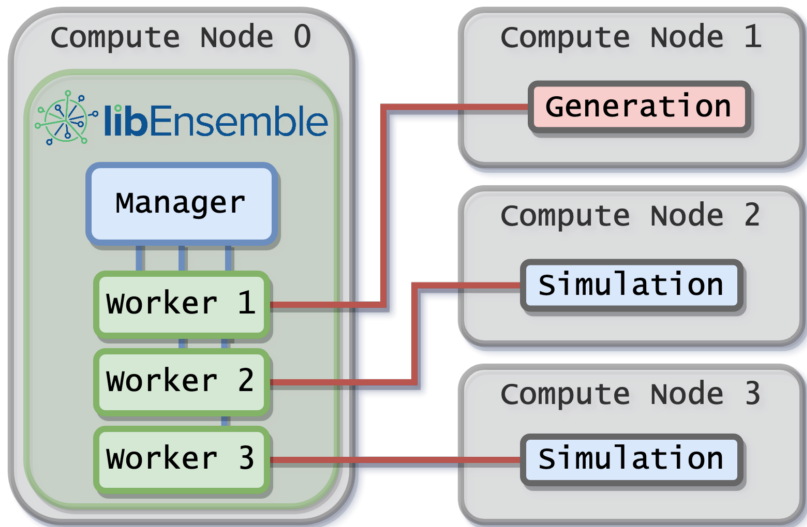 Compute Node 0
libEnsemble
Manager
Worker 1
Worker 2
Worker 3
Compute Node 1
Generation
Compute Node 2
Simulation
Compute Node 3
Simulation